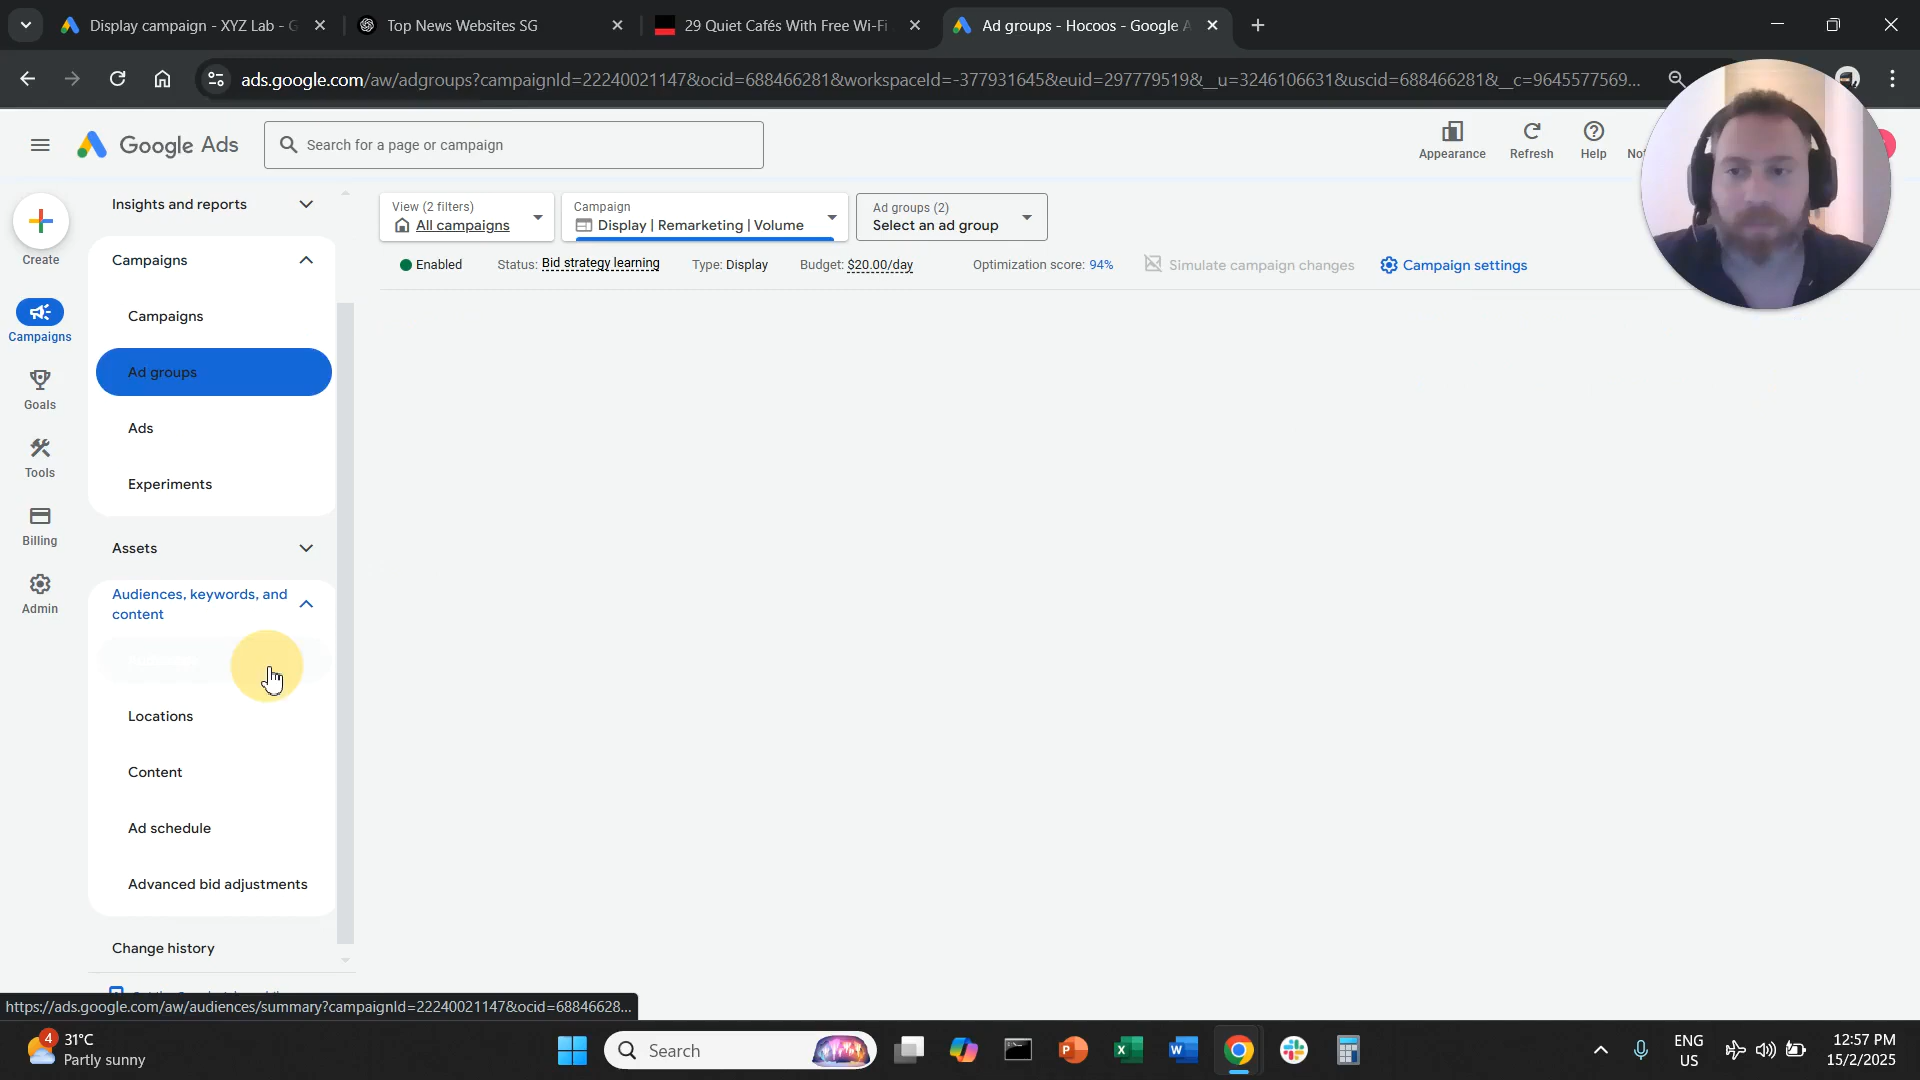 Display campaign - XYZ Lab - G
Top News Websites SG
29 Quiet Cafés With Free Wi-Fi
Ad groups - Hocoos - Google A
ads.google.com/aw/adgroups?campaignId=22240021147&ocid=688466281&workspaceId=-377931645&euid=297779519&__u=3246106631&uscid=688466281&__c=9645577569...
Google Ads
Search for a page or campaign
Appearance
Refresh
Help
Create
Campaigns
Goals
Tools
Billing
Admin
Insights and reports
Campaigns
Campaigns
Ad groups
Ads
Experiments
Assets
Audiences, keywords, and
content
Locations
Content
Ad schedule
Advanced bid adjustments
Change history
View (2 filters)
All campaigns
Campaign
Display | Remarketing | Volume
Ad groups (2)
Select an ad group
Enabled
Status: Bid strategy learning
Type: Display
Budget: $20.00/day
Optimization score: 94%
Simulate campaign changes
Campaign settings
https://ads.google.com/aw/audiences/summary?campaignId=22240021147&ocid=68846628...
4
31°C
Partly sunny
Search
ENG
US
12:57 PM
15/2/2025